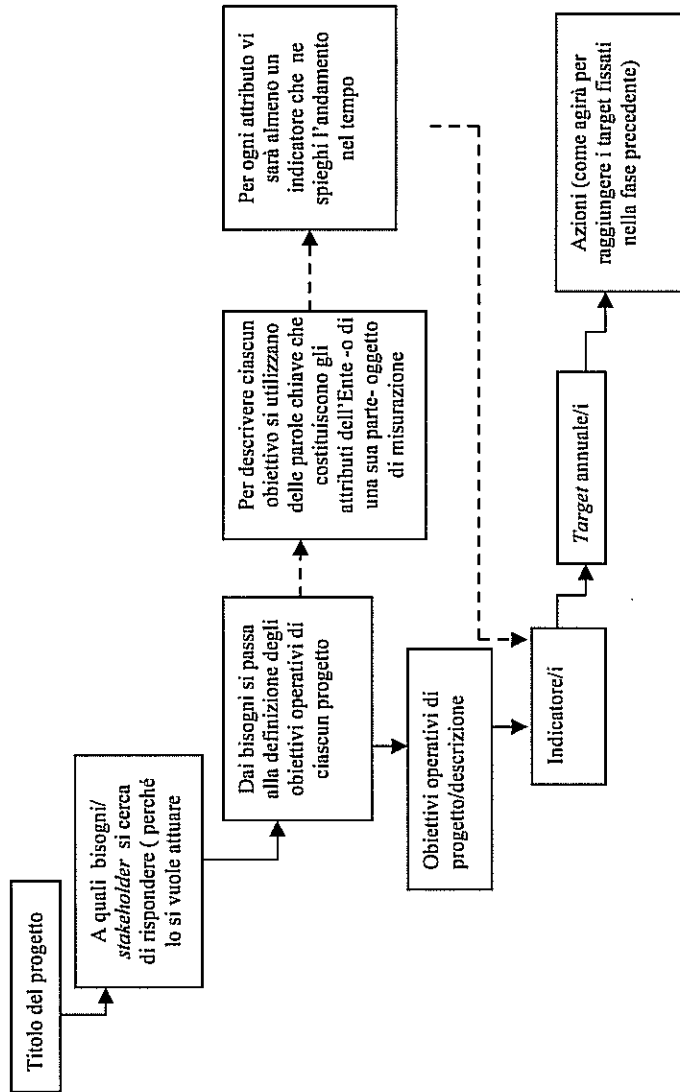 Titolo del progetto
A quali bisogni/
stakeholder si cerca
di rispondere ( perché
lo si vuole attuare
Dai bisogni si passa
alla definizione degli
obiettivi operativi di
ciascun progetto
Per descrivere ciascun
obiettivo si utilizzano
delle parole chiave che
costituiscono gli
attributi dell'Ente -o di
una sua parte- oggetto
di misurazione
Per ogni attributo vi
sarà almeno un
indicatore che ne
spieghi l'andamento
nel tempo
Obiettivi operativi di
progetto/descrizione
Indicatore/i
Target annuale/i
Azioni (come agirà per
raggiungere i target fissati
nella fase precedente)